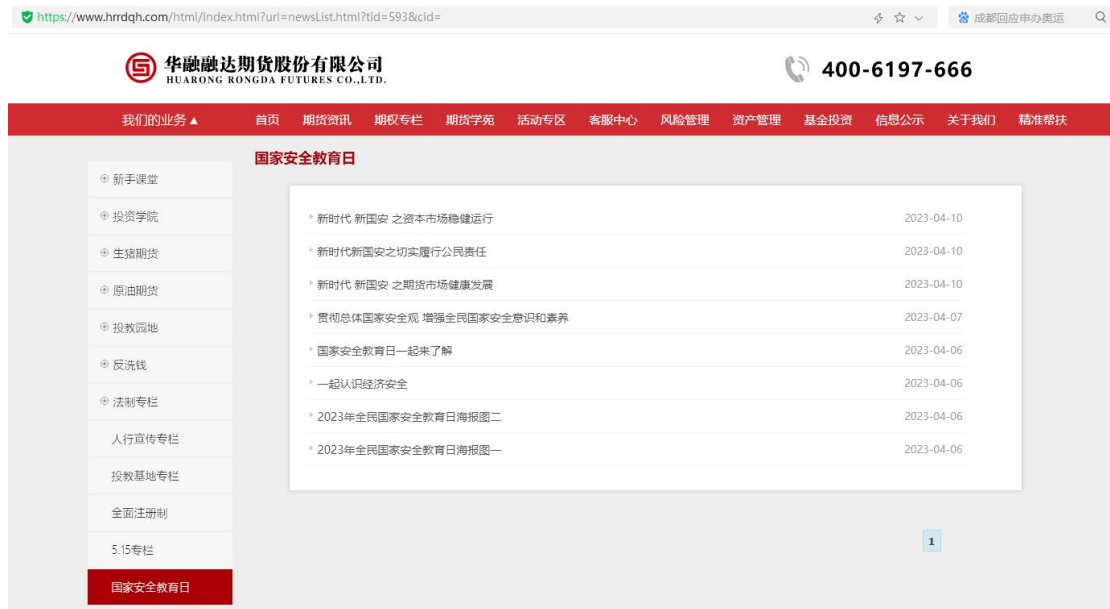 https://www.hrrdqh.com/html/index.html?url=newsList.html?tid=593&cid=
成都回应申办奥运
华融融达期货股份有限公司
HUARONG RONGDA FUTURES CO.,LTD.
400-6197-666
我们的业务▲ 首页 期货资讯 期权专栏 期货学苑 活动专区 客服中心 风险管理 资产管理 基金投资 信息公示 关于我们 精准帮扶
新手课堂
投资学院
生猪期货
原油期货
投教园地
反洗钱
法制专栏
人行宣传专栏
投教基地专栏
全面注册制
5.15专栏
国家安全教育日
国家安全教育日
新时代 新国安 之资本市场稳健运行 2023-04-10
新时代新国安之切实履行公民责任 2023-04-10
新时代 新国安 之期货市场健康发展 2023-04-10
贯彻总体国家安全观 增强全民国家安全意识和素养 2023-04-07
国家安全教育日一起来了解 2023-04-06
一起认识经济安全 2023-04-06
2023年全民国家安全教育日海报图二 2023-04-06
2023年全民国家安全教育日海报图一 2023-04-06
1